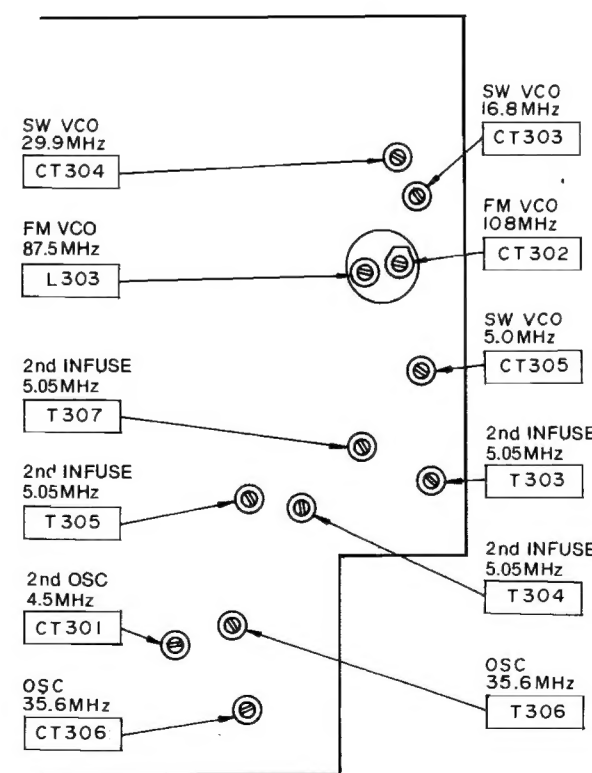 SW VCO
29.9MHz
CT304
FM VCO
87.5MHz
L303
2nd INFUSE
5.05MHz
T307
2nd INFUSE
5.05MHz
T305
2nd OSC
4.5MHz
CT301
OSC
35.6MHz
CT306
SW VCO
16.8MHz
CT303
FM VCO
108MHz
CT302
SW VCO
5.0MHz
CT305
2nd INFUSE
5.05MHz
T303
2nd INFUSE
5.05MHz
T304
OSC
35.6MHz
T306